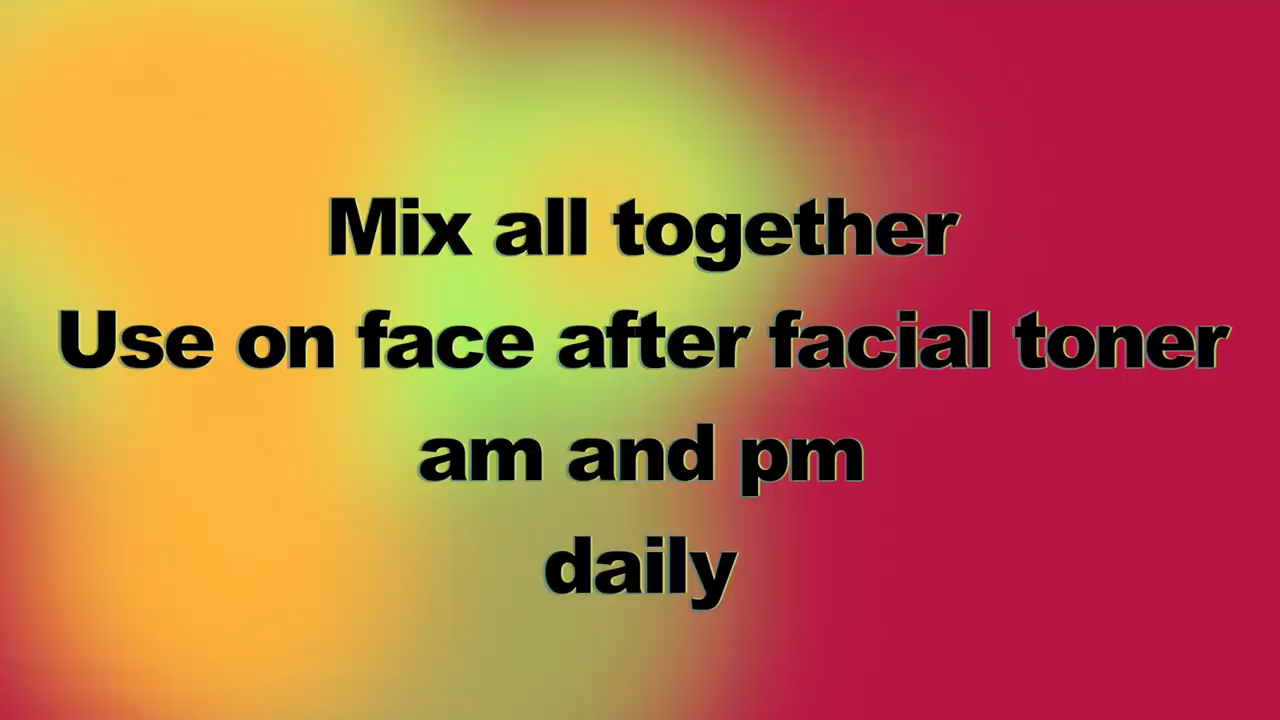 Mix all together
Use on face after facial toner
am and pm
daily